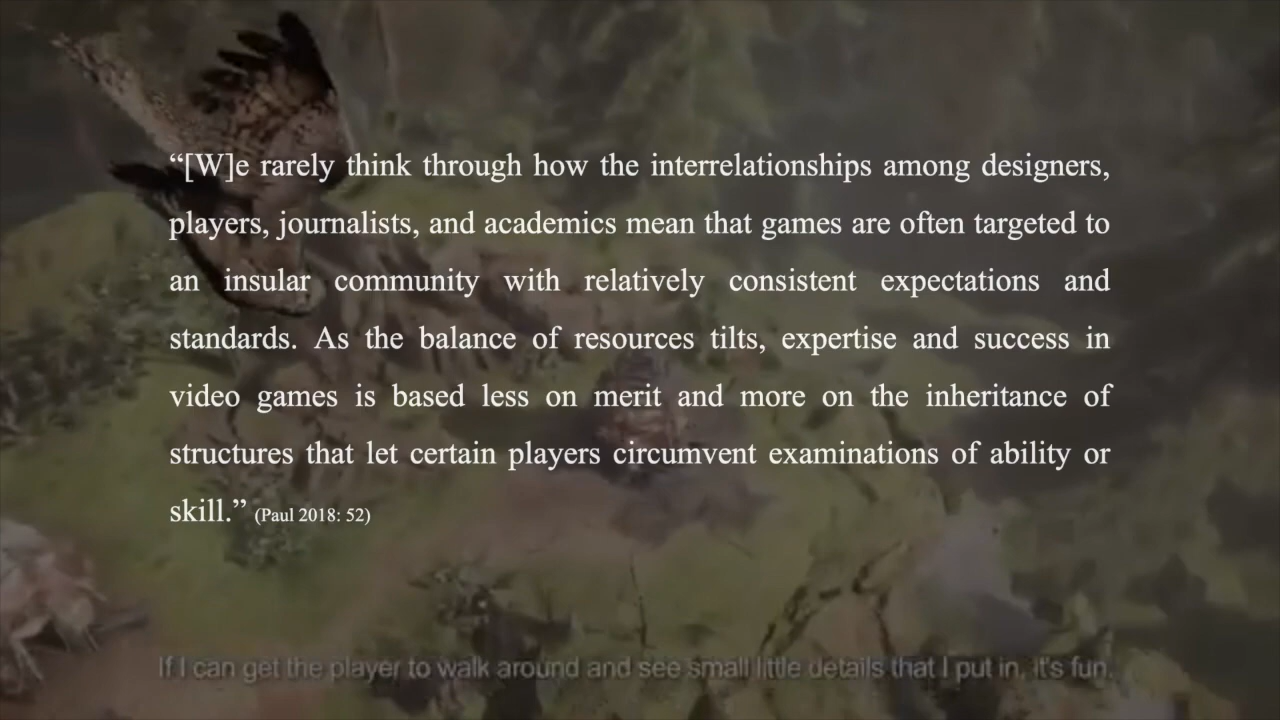 “[W]e rarely think through how the interrelationships among designers,
players, journalists, and academics mean that games are often targeted to
an insular community with relatively consistent expectations and
standards. As the balance of resources tilts, expertise and success in
video games is based less on merit and more on the inheritance of
structures that let certain players circumvent examinations of ability or
skill.” (Paul 2018: 52)
If I can get the player to walk around and see small little details that I put in, it's fun.